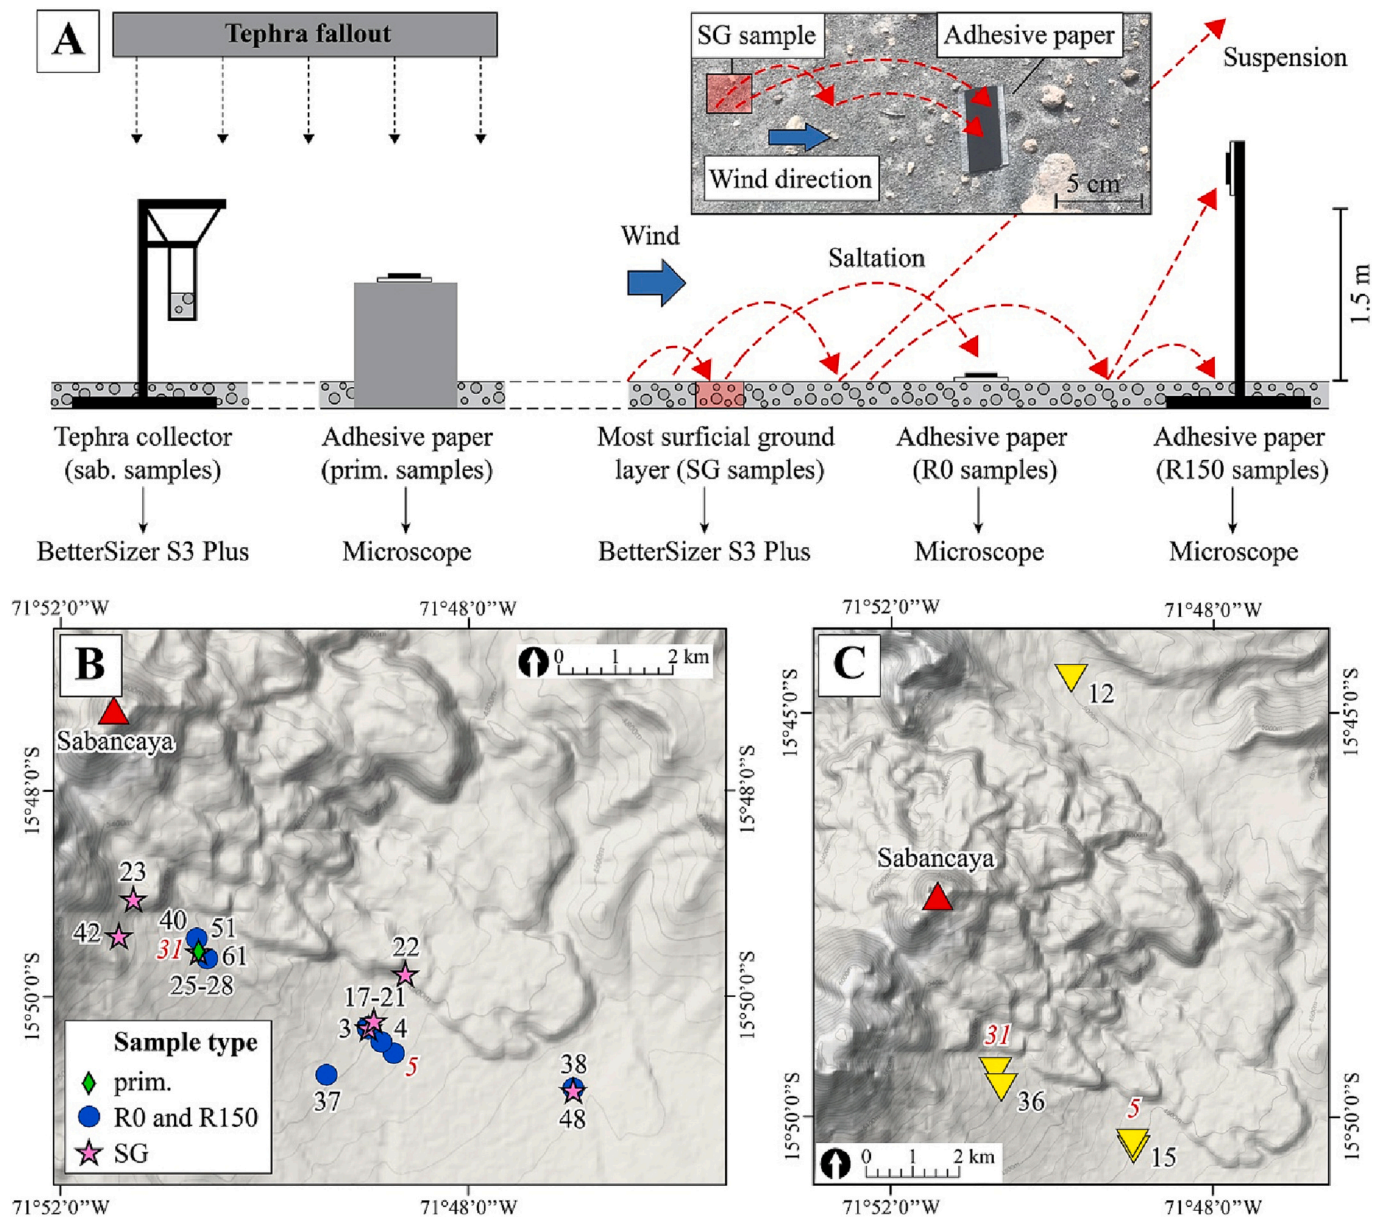 A
Tephra fallout
SG sample
Adhesive paper
Wind direction
5 cm
Suspension
Wind
Saltation
1.5 m
Tephra collector
(sab. samples)
Adhesive paper
(prim. samples)
Most surficial ground
layer (SG samples)
Adhesive paper
(R0 samples)
Adhesive paper
(R150 samples)
BetterSizer S3 Plus
Microscope
BetterSizer S3 Plus
Microscope
Microscope
71°52'0''W
71°48'0''W
B
0 1 2 km
Sabancaya
15°48'0''S
15°48'0''S
23
42
40
51
31
61
25-28
22
17-21
3
4
5
37
38
48
15°50'0''S
15°50'0''S
Sample type
prim.
R0 and R150
SG
71°52'0''W
71°48'0''W
71°52'0''W
71°48'0''W
C
12
15°45'0''S
15°45'0''S
Sabancaya
31
36
5
15
15°50'0''S
15°50'0''S
0 1 2 km
71°52'0''W
71°48'0''W